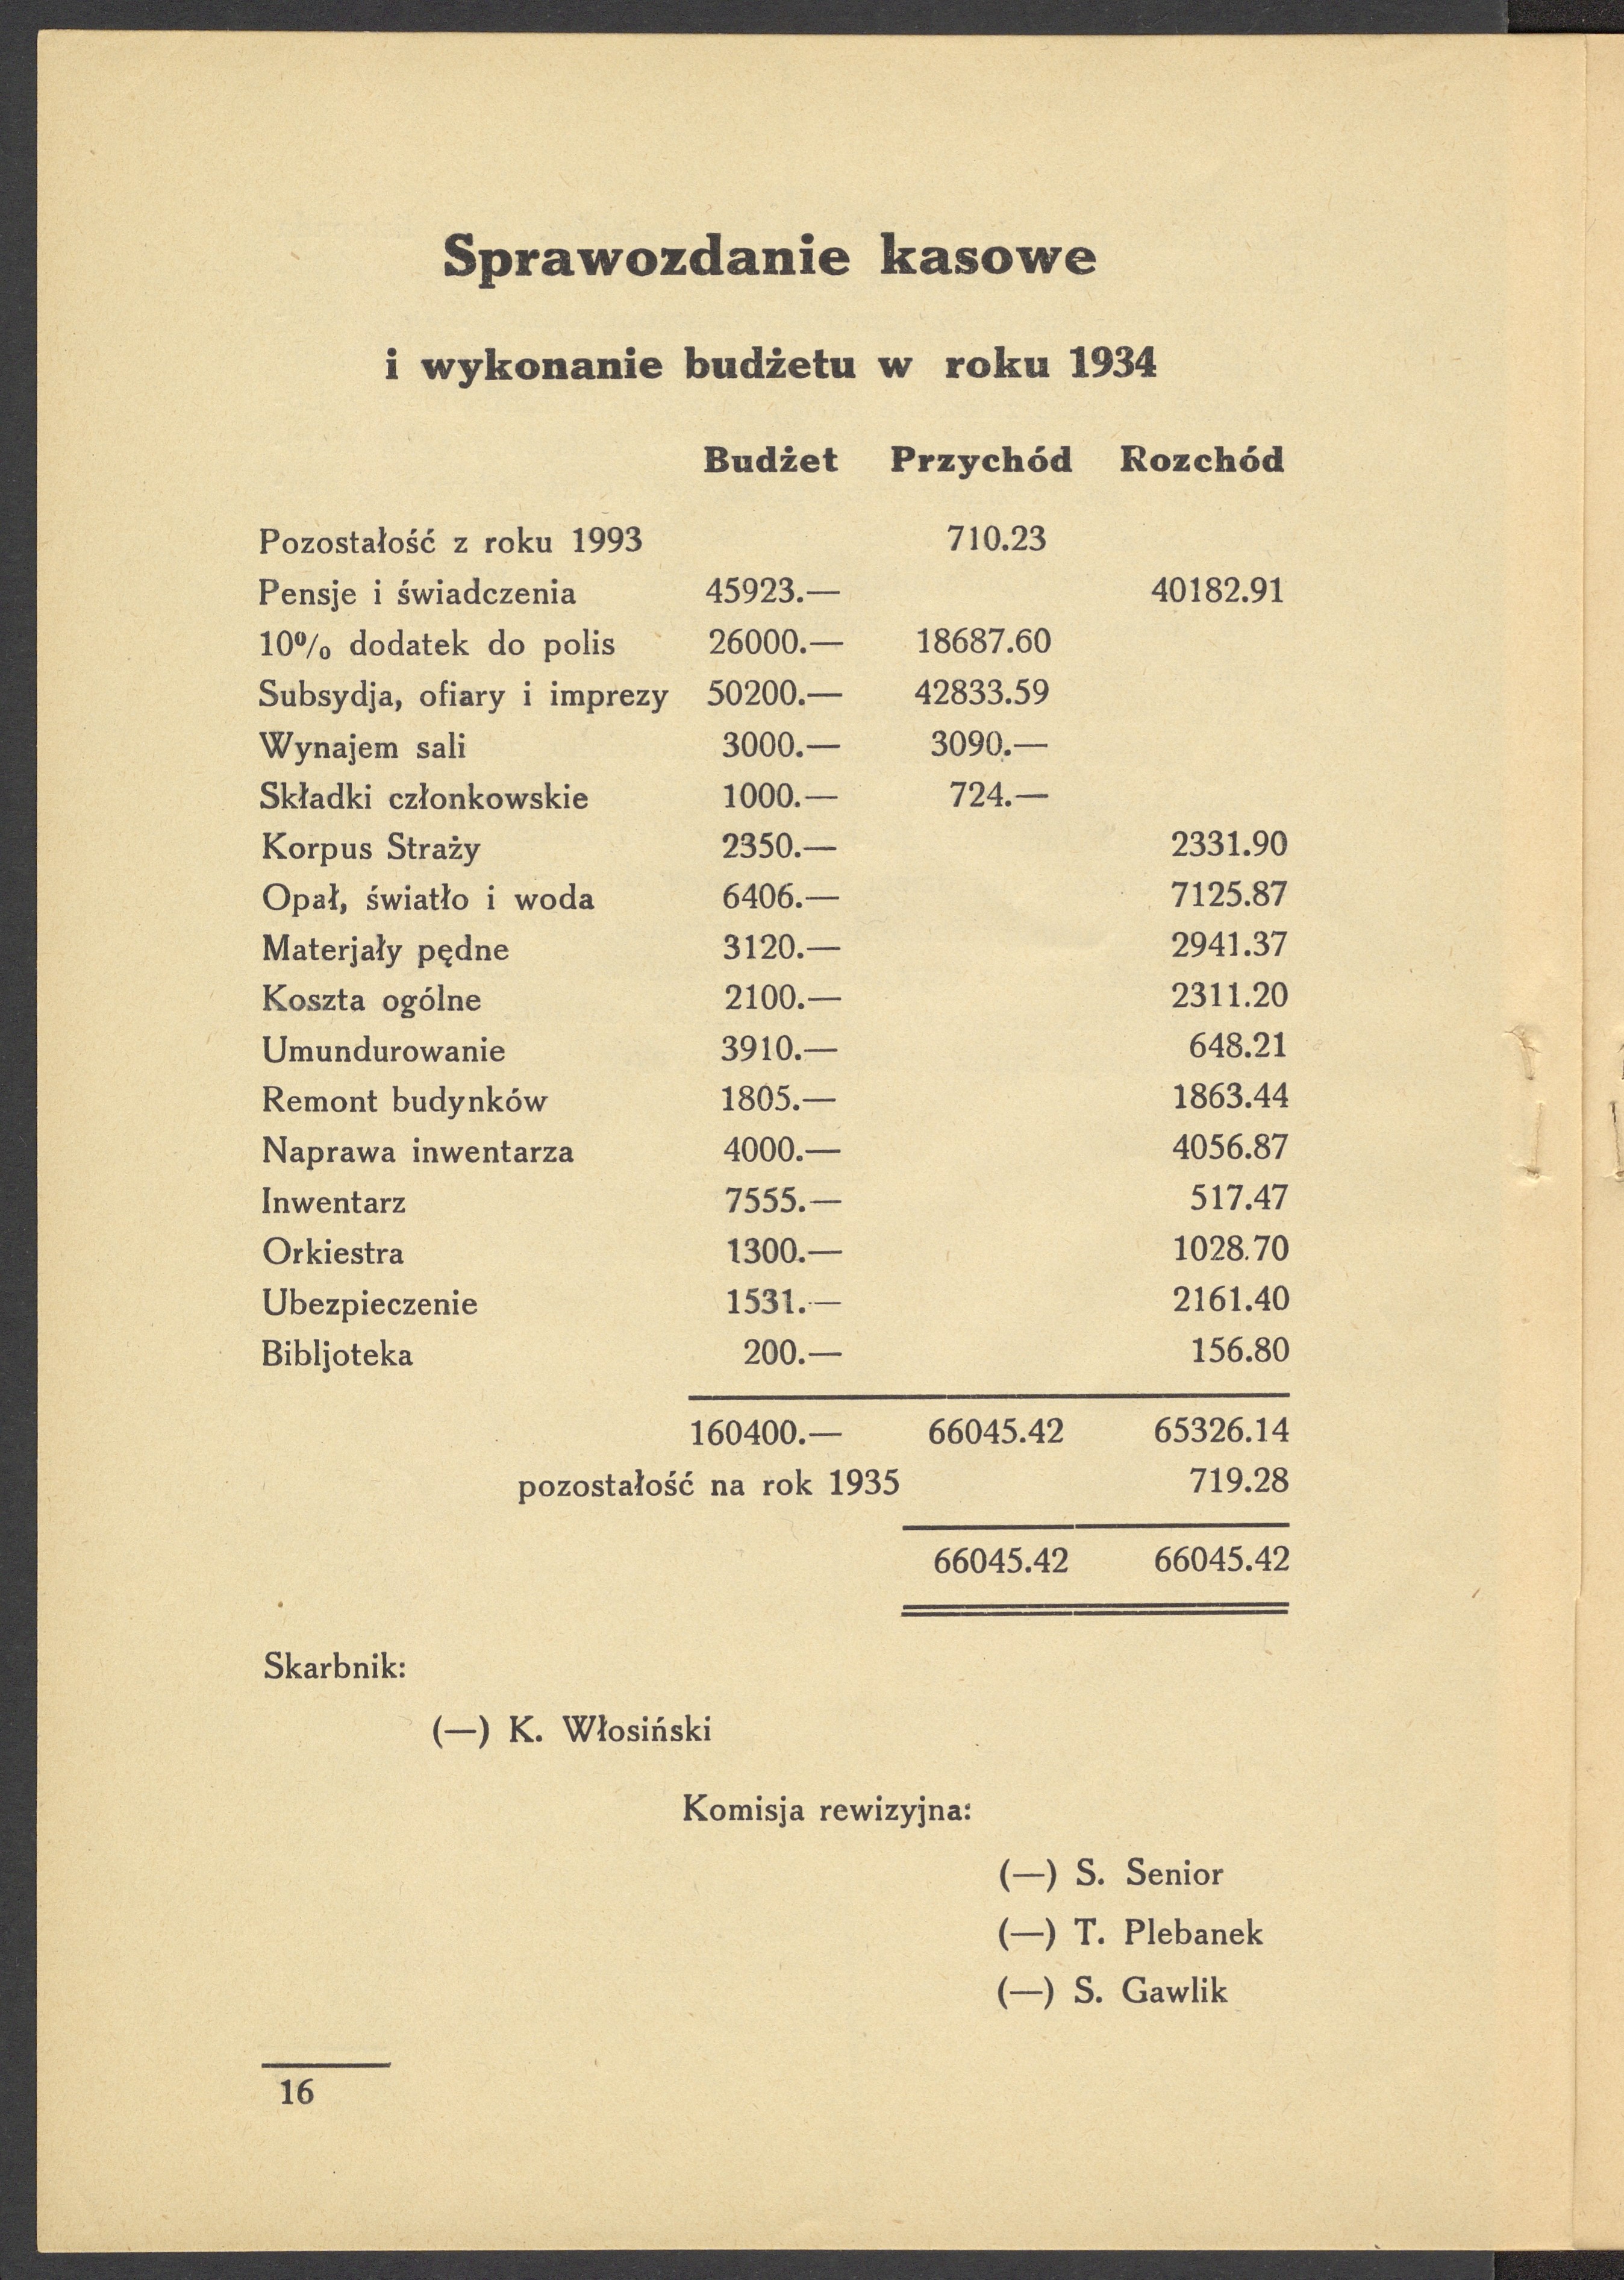 Sprawozdanie kasowe
i wykonanie budżetu w roku 1934
Budżet Przychód Rozchód
Pozostałość z roku 1993 710.23
Pensje i świadczenia 45923.— 40182.91
10% dodatek do polis 26000.— 18687.60
Subsydja, ofiary i imprezy 50200.— 42833.59
Wynajem sali 3000.— 3090.—
Składki członkowskie 1000.— 724.—
Korpus Straży 2350.— 2331.90
Opał, światło i woda 6406.— 7125.87
Materjały pędne 3120.— 2941.37
Koszta ogólne 2100.— 2311.20
Umundurowanie 3910.— 648.21
Remont budynków 1805.— 1863.44
Naprawa inwentarza 4000.— 4056.87
Inwentarz 7555.— 517.47
Orkiestra 1300.— 1028.70
Ubezpieczenie 1531.— 2161.40
Bibljoteka 200.— 156.80
160400.— 66045.42 65326.14
pozostałość na rok 1935 719.28
66045.42 66045.42
Skarbnik:
(—) K. Włosiński
Komisja rewizyjna:
(—) S. Senior
(—) T. Plebanek
(—) S. Gawlik
16